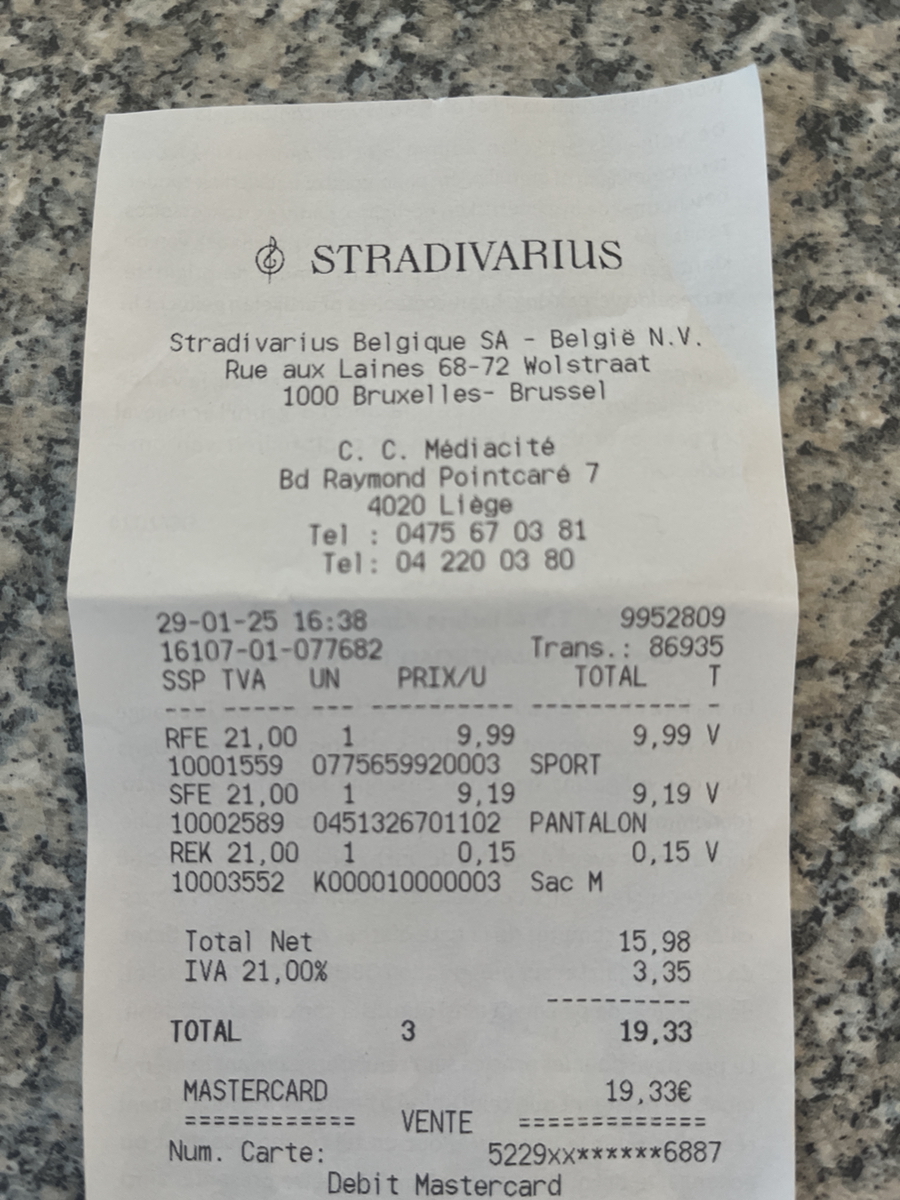 STRADIVARIUS
Stradivarius Belgique SA - België N.V.
Rue aux Laines 68-72 Wolstraat
1000 Bruxelles- Brussel
C. C. Médiacité
Bd Raymond Pointcaré 7
4020 Liège
Tel : 0475 67 03 81
Tel: 04 220 03 80
29-01-25 16:38 9952809
16107-01-077682 Trans.: 86935
SSP TVA UN PRIX/U TOTAL T
--- ----- --- ---------- ----------- -
RFE 21,00 1 9,99 9,99 V
10001559 0775659920003 SPORT
SFE 21,00 1 9,19 9,19 V
10002589 0451326701102 PANTALON
REK 21,00 1 0,15 0,15 V
10003552 K000010000003 Sac M
Total Net 15,98
IVA 21,00% 3,35
----------
TOTAL 3 19,33
MASTERCARD 19,33€
============ VENTE =============
Num. Carte: 5229xx******6887
Debit Mastercard